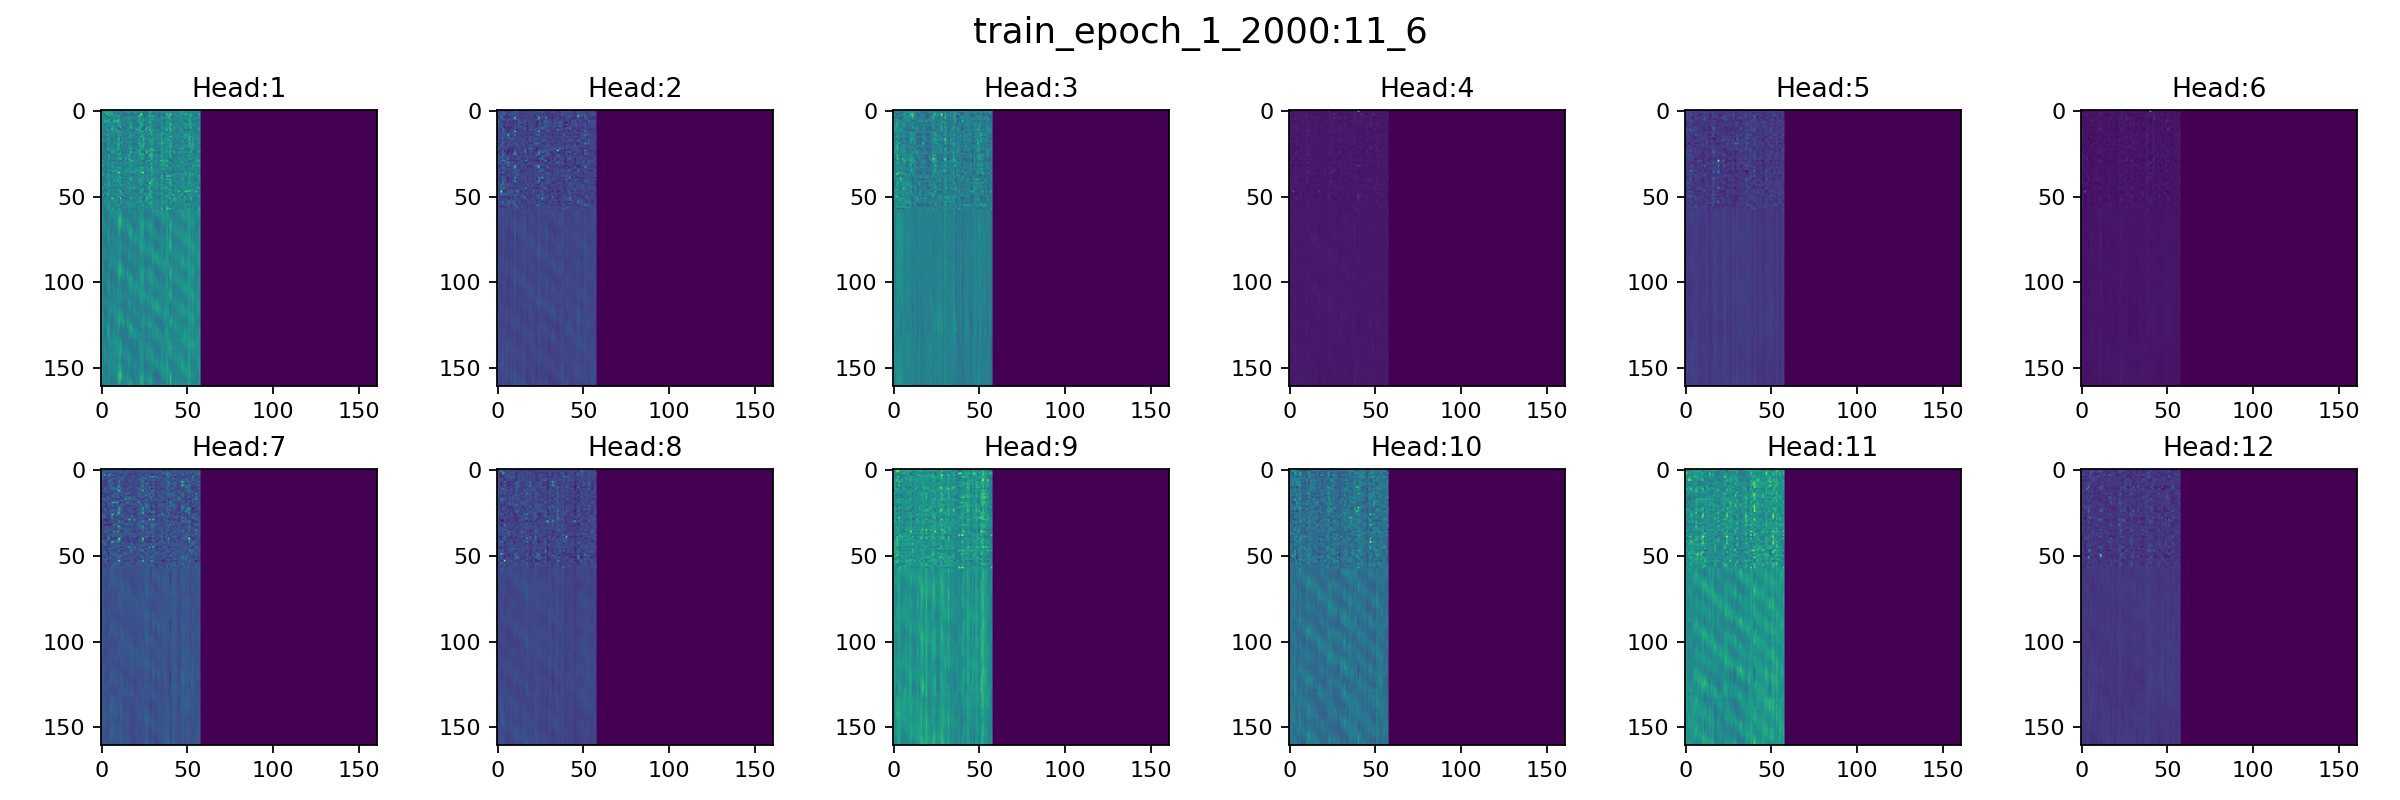 train_epoch_1_2000:11_6
Head:1 Head:2 Head:3 Head:4 Head:5 Head:6
0 0 0 0 0 0
50 50 50 50 50 50
100 100 100 100 100 100
150 150 150 150 150 150
0 50 100 150 0 50 100 150 0 50 100 150 0 50 100 150 0 50 100 150 0 50 100 150
Head:7 Head:8 Head:9 Head:10 Head:11 Head:12
0 0 0 0 0 0
50 50 50 50 50 50
100 100 100 100 100 100
150 150 150 150 150 150
0 50 100 150 0 50 100 150 0 50 100 150 0 50 100 150 0 50 100 150 0 50 100 150